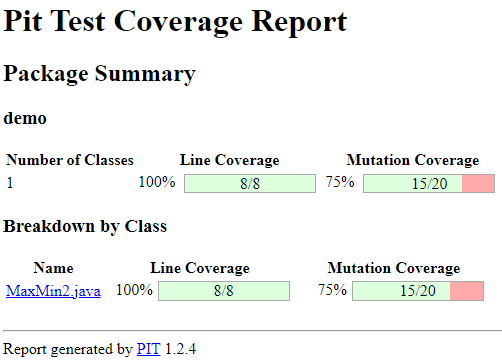 Pit Test Coverage Report
Package Summary
demo
Number of Classes Line Coverage Mutation Coverage
1 100% 8/8 75% 15/20
Breakdown by Class
Name Line Coverage Mutation Coverage
MaxMin2.java 100% 8/8 75% 15/20
Report generated by PIT 1.2.4